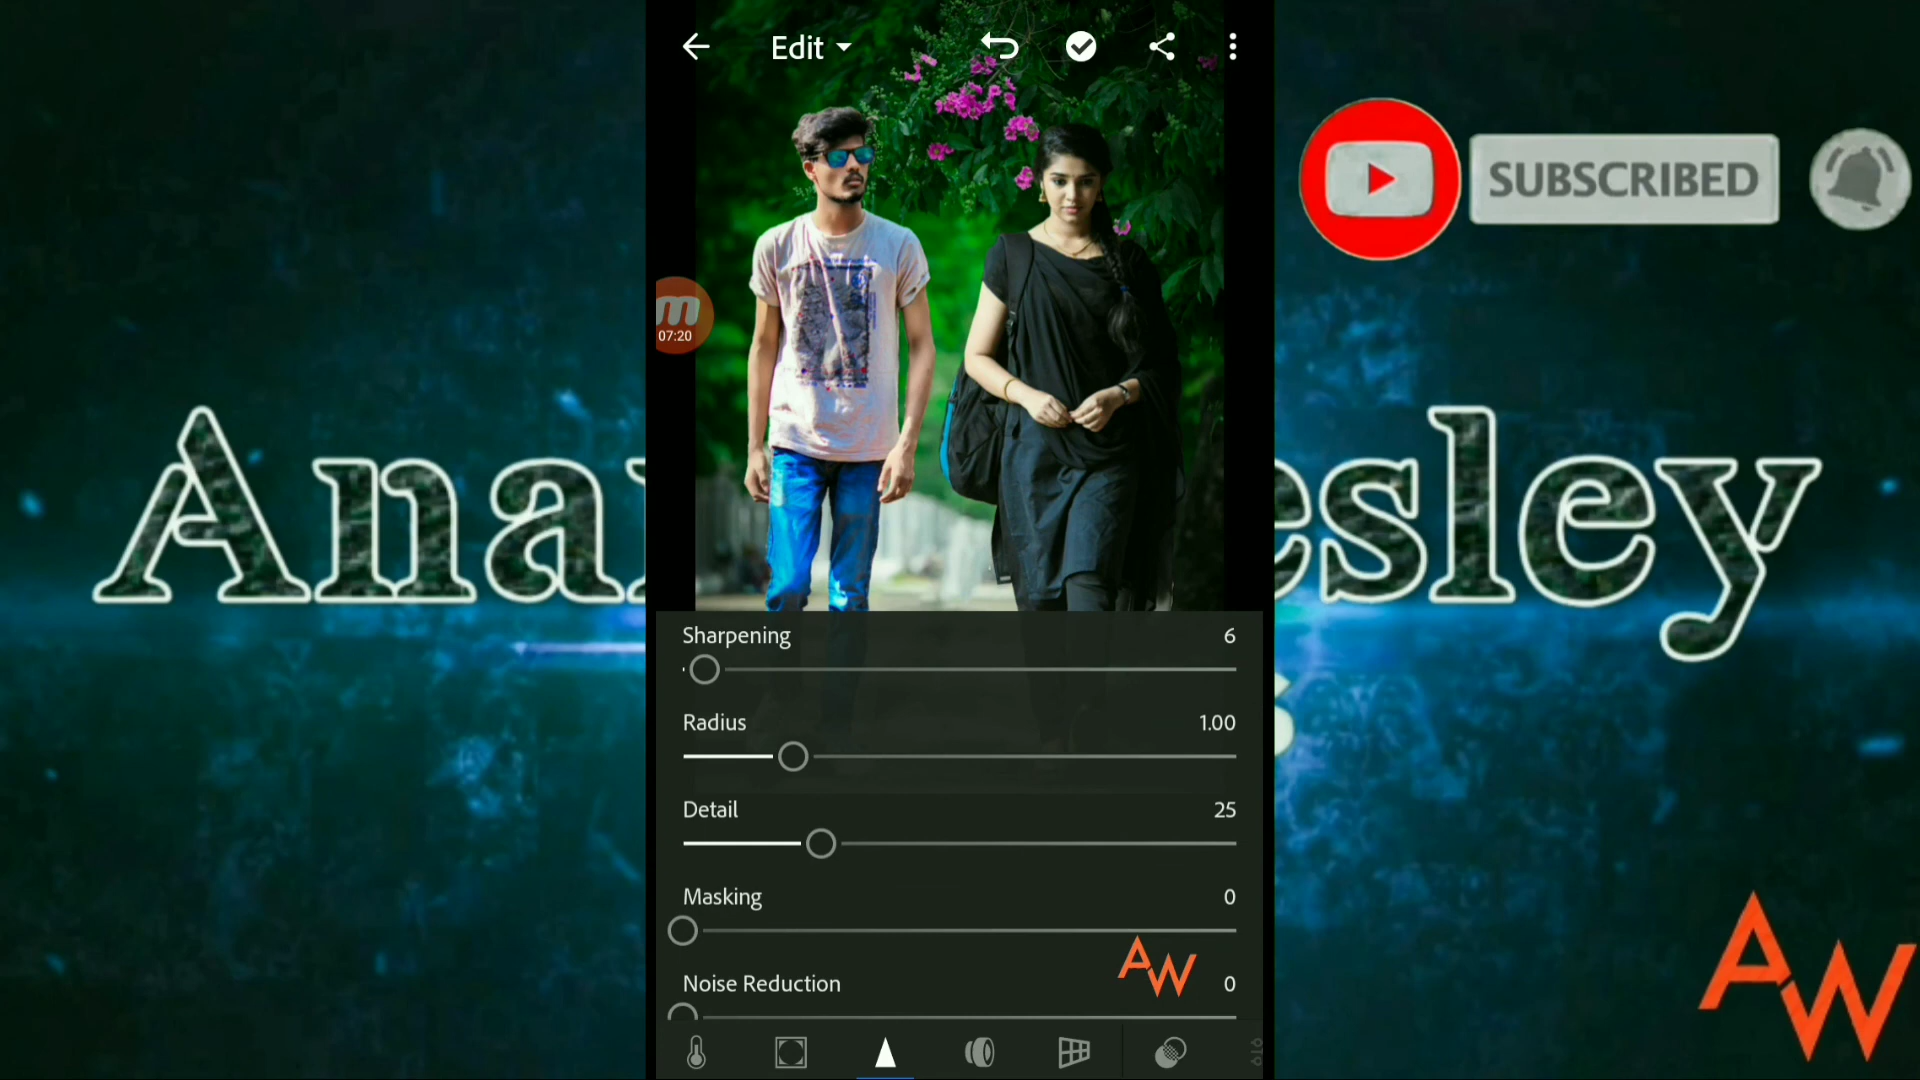 Edit
SUBSCRIBED
m
07:20
Ana
esley
Sharpening 6
Radius 1.00
Detail 25
Masking 0
AW
Noise Reduction 0
AW